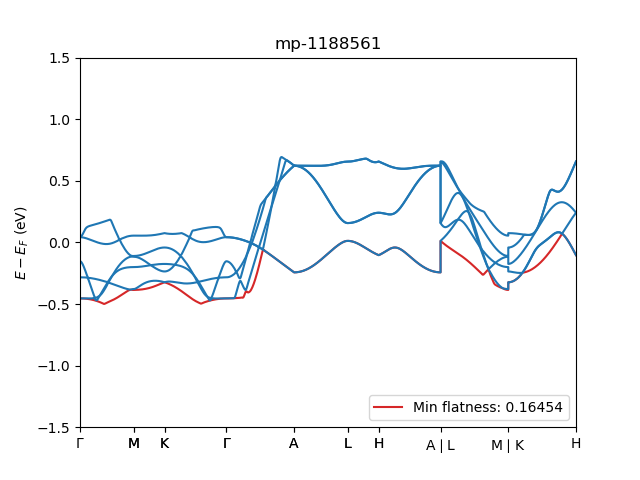 mp-1188561
E − E_F (eV)
1.5
1.0
0.5
0.0
−0.5
−1.0
−1.5
Min flatness: 0.16454
Γ M K Γ A L H A | L M | K H